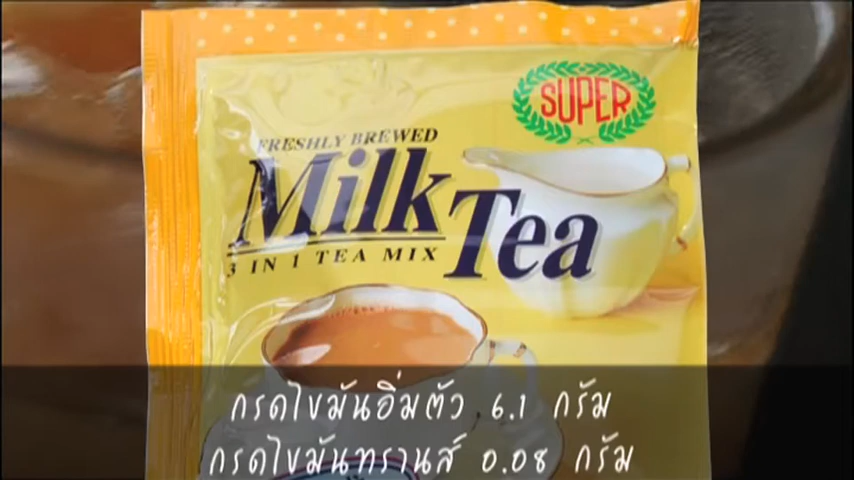 SUPER
FRESHLY BREWED
Milk Tea
3 IN 1 TEA MIX
กรดไขมันอิ่มตัว 6.1 กรัม
กรดไขมันทรานส์ 0.08 กรัม